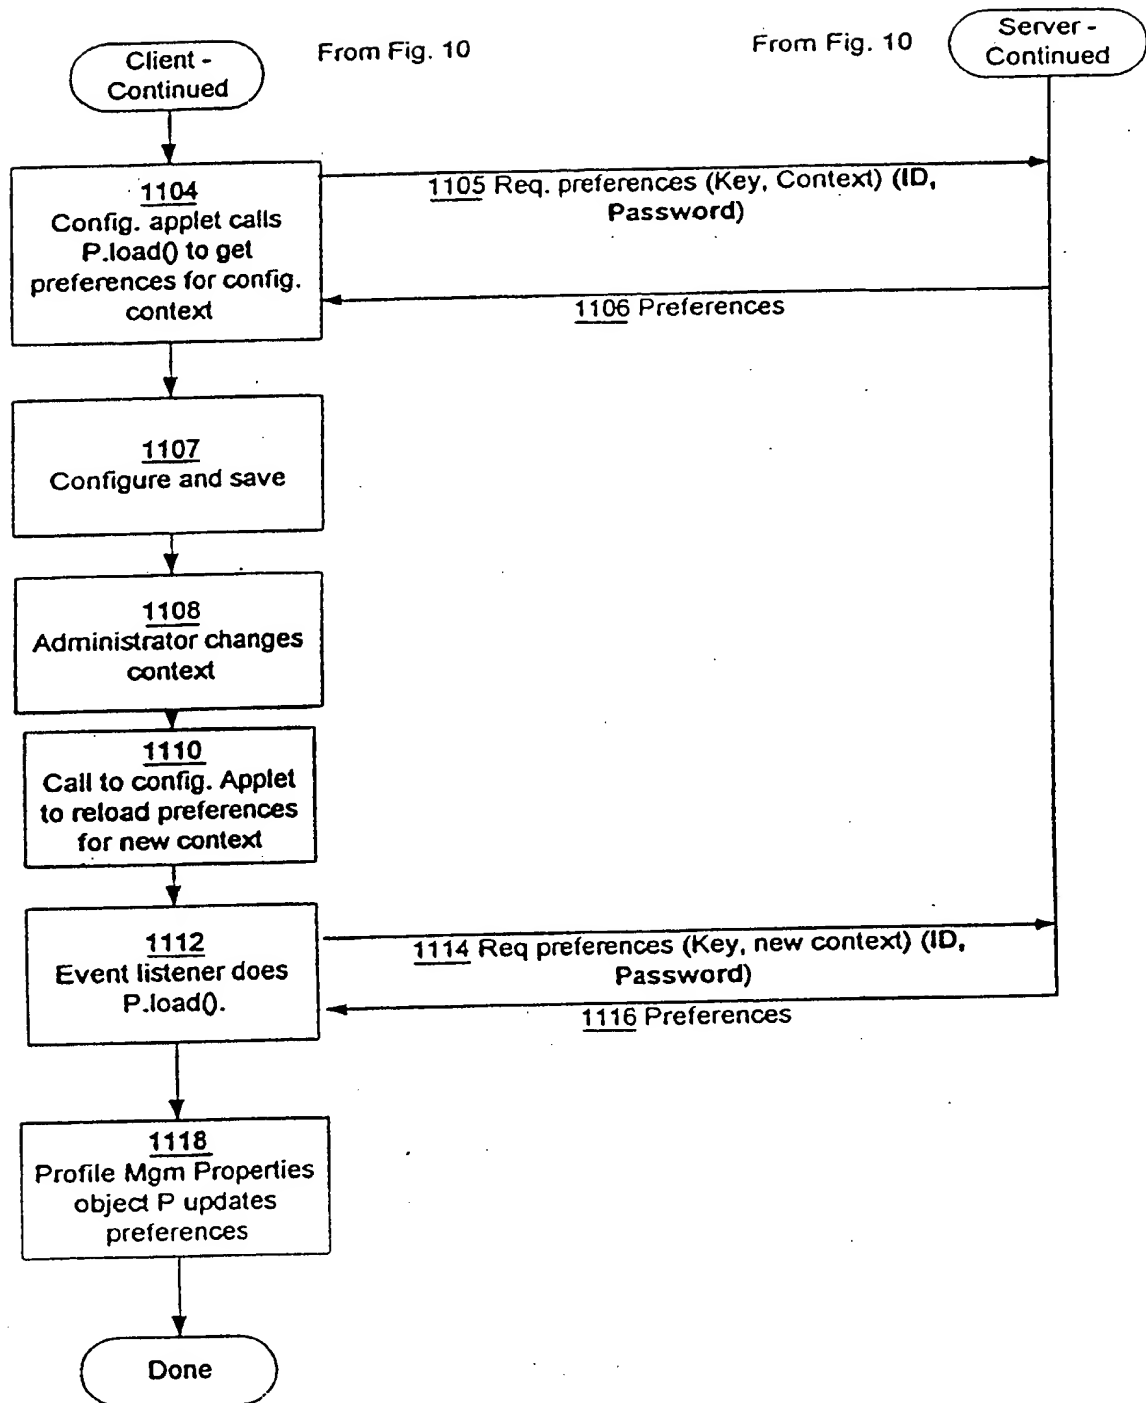 Client -
Continued
From Fig. 10
From Fig. 10
Server -
Continued
1104
Config. applet calls
P.load() to get
preferences for config.
context
1105 Req. preferences (Key, Context) (ID,
Password)
1106 Preferences
1107
Configure and save
1108
Administrator changes
context
1110
Call to config. Applet
to reload preferences
for new context
1112
Event listener does
P.load().
1114 Req preferences (Key, new context) (ID,
Password)
1116 Preferences
1118
Profile Mgm Properties
object P updates
preferences
Done